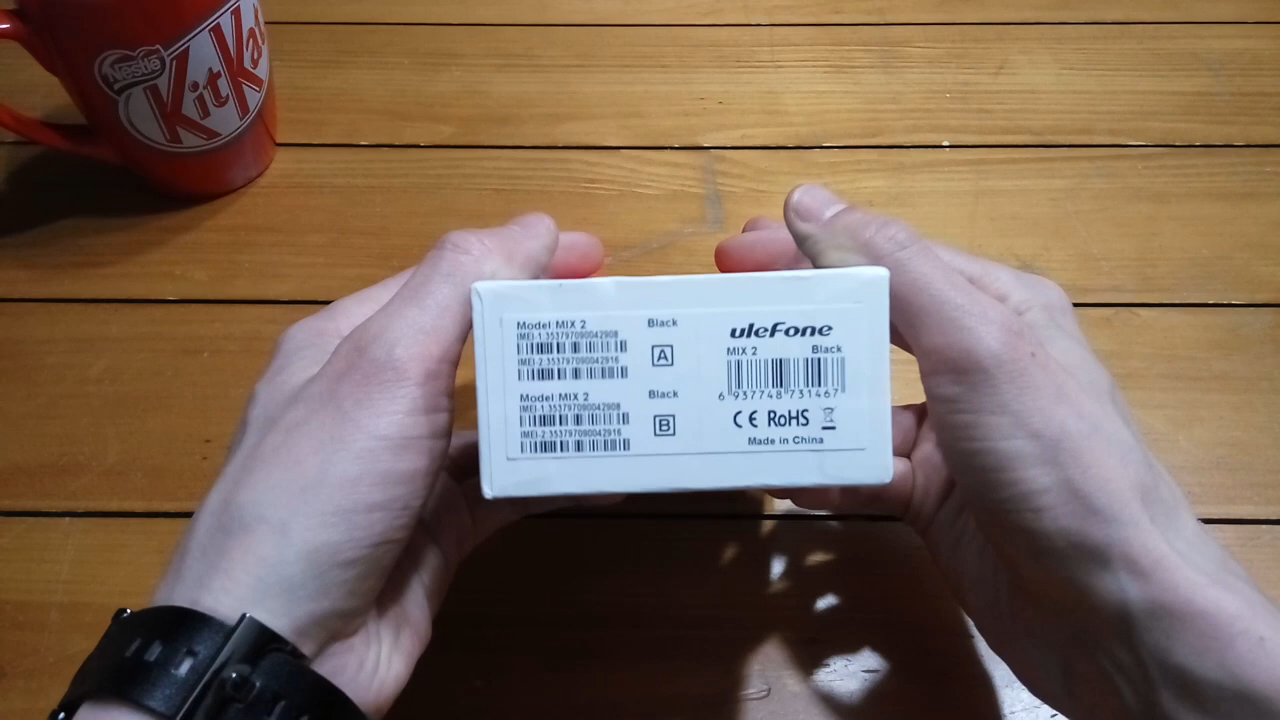 Nestlé
KitKat
Model:MIX 2
IMEI-1:353797090042908
IMEI-2:353797090042916
Black
A
Model:MIX 2
IMEI-1:353797090042908
IMEI-2:353797090042916
Black
B
uleFone
MIX 2 Black
6 937748 731467
CE RoHS
Made in China